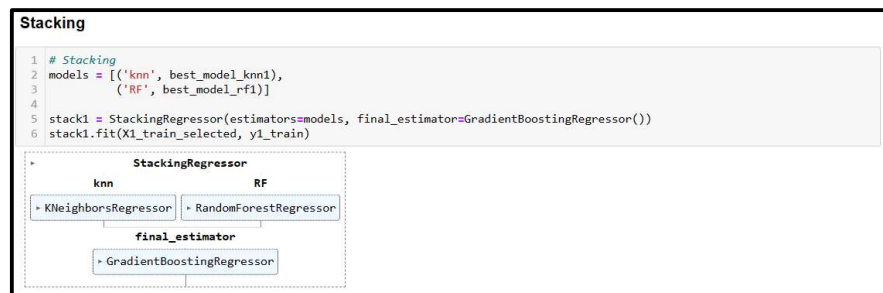 Stacking
1 # Stacking
2 models = [('knn', best_model_knn1),
3           ('RF', best_model_rf1)]
4
5 stack1 = StackingRegressor(estimators=models, final_estimator=GradientBoostingRegressor())
6 stack1.fit(X1_train_selected, y1_train)
▸ StackingRegressor
knn RF
▸ KNeighborsRegressor ▸ RandomForestRegressor
final_estimator
▸ GradientBoostingRegressor